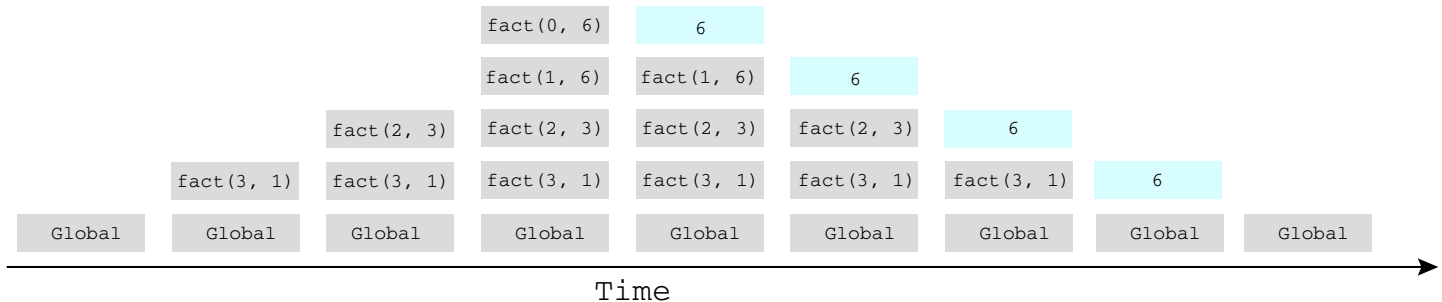 fact(0, 6) 6
fact(1, 6) fact(1, 6) 6
fact(2, 3) fact(2, 3) fact(2, 3) fact(2, 3) 6
fact(3, 1) fact(3, 1) fact(3, 1) fact(3, 1) fact(3, 1) fact(3, 1) 6
Global Global Global Global Global Global Global Global Global
Time